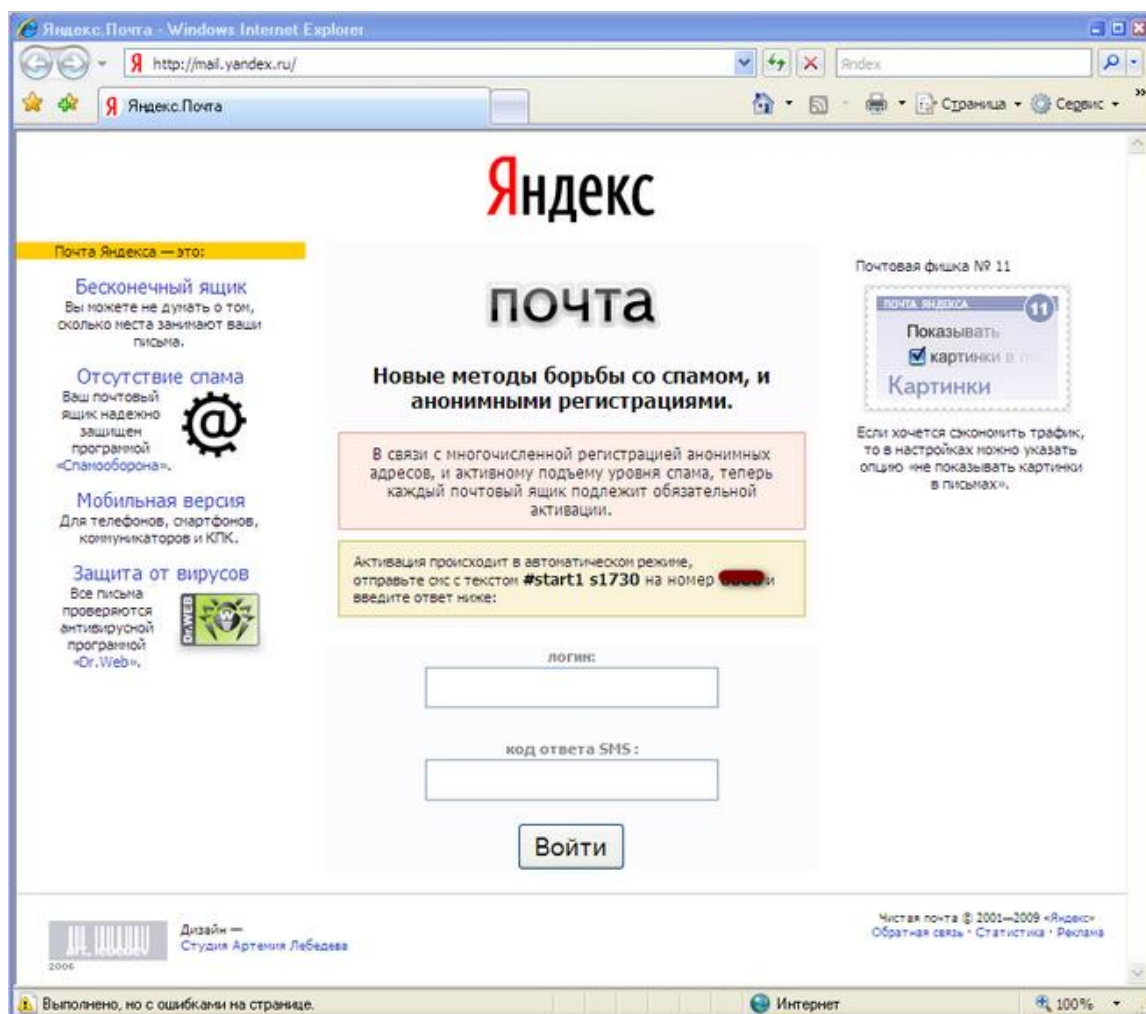 Яндекс.Почта - Windows Internet Explorer
http://mail.yandex.ru/
Яndex
Яндекс.Почта
Страница
Сервис
Яндекс
Почта Яндекса — это:
Бесконечный ящик
Вы можете не думать о том,
сколько места занимают ваши
письма.
Отсутствие спама
Ваш почтовый
ящик надежно
защищен
программой
«Спамооборона».
Мобильная версия
Для телефонов, смартфонов,
коммуникаторов и КПК.
Защита от вирусов
Все письма
проверяются
антивирусной
программой
«Dr.Web».
Dr.WEB
почта
Новые методы борьбы со спамом, и
анонимными регистрациями.
В связи с многочисленной регистрацией анонимных
адресов, и активному подъему уровня спама, теперь
каждый почтовый ящик подлежит обязательной
активации.
Активация происходит в автоматическом режиме,
отправьте смс с текстом #start1 s1730 на номер и
введите ответ ниже:
логин:
код ответа SMS :
Войти
Почтовая фишка № 11
ПОЧТА ЯНДЕКСА
11
Показывать
картинки в
Картинки
Если хочется сэкономить трафик,
то в настройках можно указать
опцию «не показывать картинки
в письмах».
art. lebedev
2006
Дизайн —
Студия Артемия Лебедева
Чистая почта © 2001—2009 «Яндекс»
Обратная связь · Статистика · Реклама
Выполнено, но с ошибками на странице.
Интернет
100%